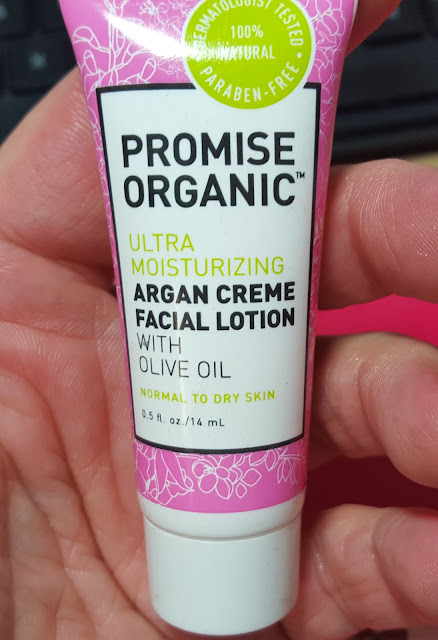 DERMATOLOGIST TESTED •
100%
NATURAL
PARABEN-FREE •
PROMISE
ORGANIC™
ULTRA
MOISTURIZING
ARGAN CREME
FACIAL LOTION
WITH
OLIVE OIL
NORMAL TO DRY SKIN
0.5 fl. oz./14 mL